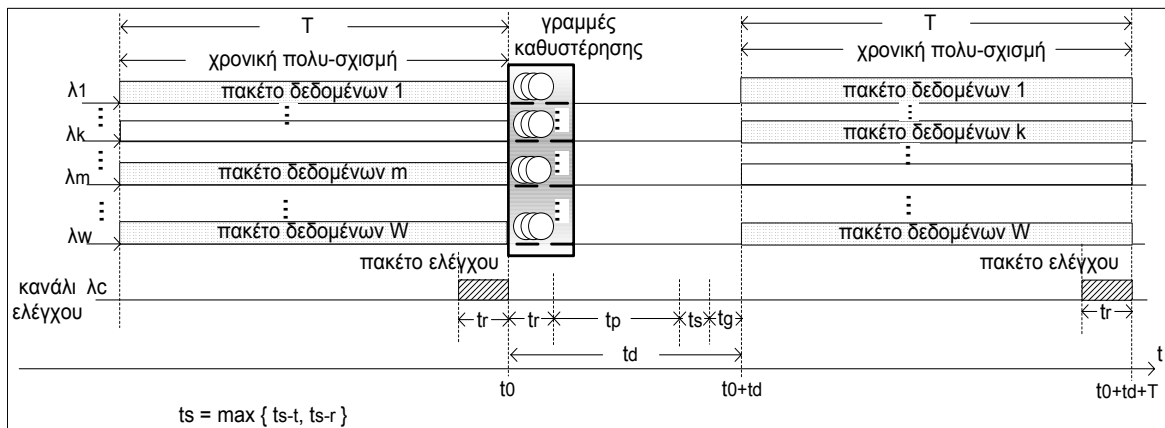 T
γραμμές
καθυστέρησης
T
χρονική πολυ-σχισμή
χρονική πολυ-σχισμή
λ1
πακέτο δεδομένων 1
πακέτο δεδομένων 1
λk
πακέτο δεδομένων k
λm
πακέτο δεδομένων m
λw
πακέτο δεδομένων W
πακέτο δεδομένων W
πακέτο ελέγχου
πακέτο ελέγχου
κανάλι λc
ελέγχου
tr
tr
tp
ts
tg
tr
td
t
t0
t0+td
t0+td+T
ts = max { ts-t, ts-r }